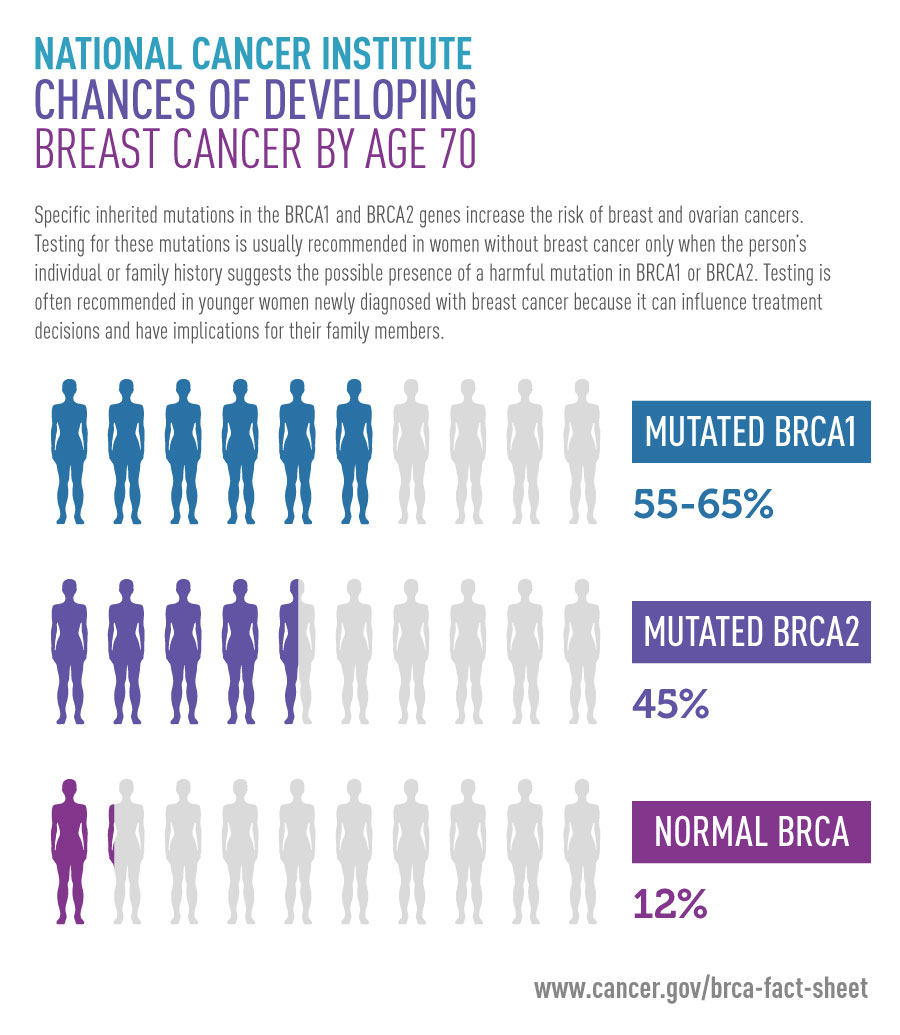 NATIONAL CANCER INSTITUTE
CHANCES OF DEVELOPING
BREAST CANCER BY AGE 70
Specific inherited mutations in the BRCA1 and BRCA2 genes increase the risk of breast and ovarian cancers.
Testing for these mutations is usually recommended in women without breast cancer only when the person's
individual or family history suggests the possible presence of a harmful mutation in BRCA1 or BRCA2. Testing is
often recommended in younger women newly diagnosed with breast cancer because it can influence treatment
decisions and have implications for their family members.
MUTATED BRCA1
55-65%
MUTATED BRCA2
45%
NORMAL BRCA
12%
www.cancer.gov/brca-fact-sheet